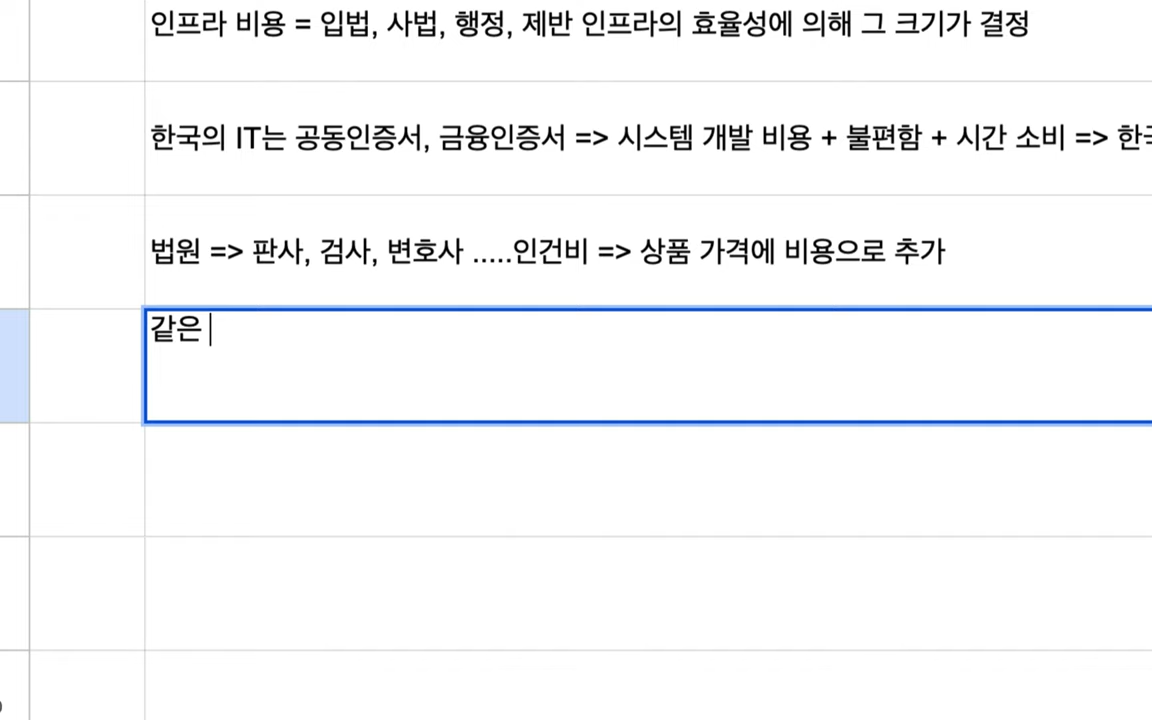 인프라 비용 = 입법, 사법, 행정, 제반 인프라의 효율성에 의해 그 크기가 결정
한국의 IT는 공동인증서, 금융인증서 => 시스템 개발 비용 + 불편함 + 시간 소비 => 한
법원 => 판사, 검사, 변호사 .....인건비 => 상품 가격에 비용으로 추가
같은